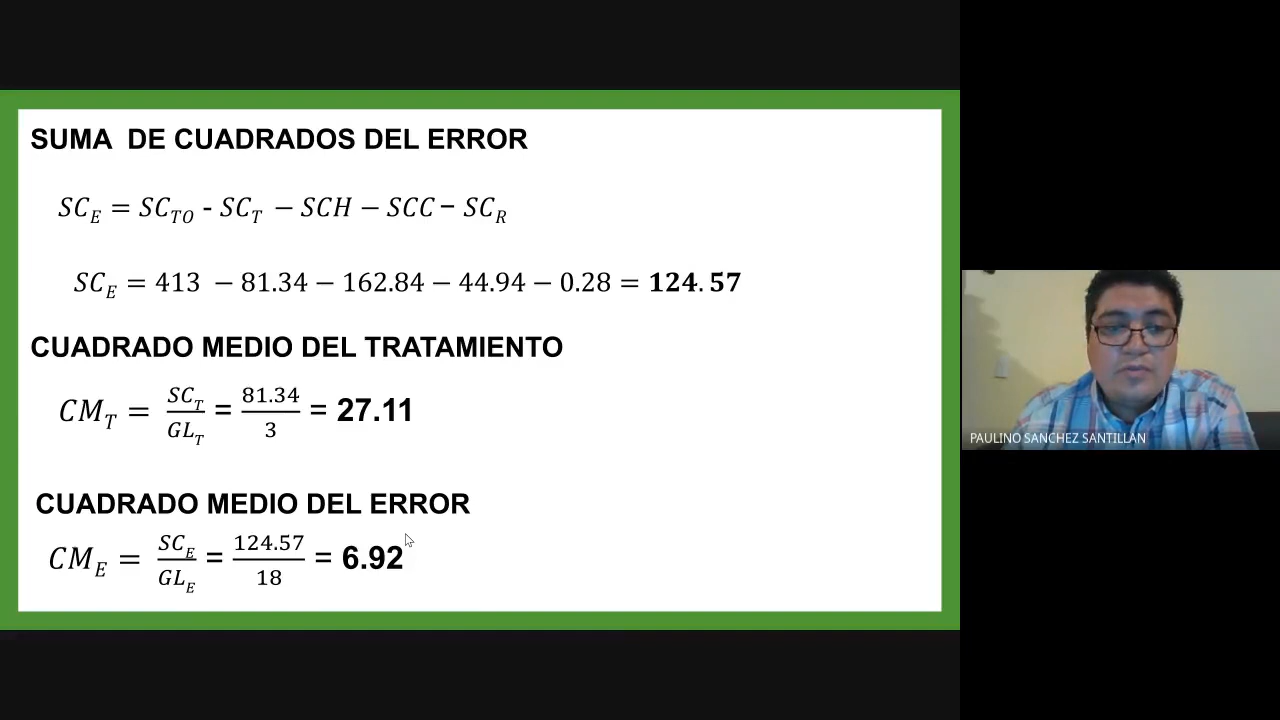 SUMA DE CUADRADOS DEL ERROR
SC_E = SC_TO - SC_T − SCH − SCC − SC_R
SC_E = 413 − 81.34 − 162.84 − 44.94 − 0.28 = 124.57
CUADRADO MEDIO DEL TRATAMIENTO
CM_T = SC_T/GL_T = 81.34/3 = 27.11
CUADRADO MEDIO DEL ERROR
CM_E = SC_E/GL_E = 124.57/18 = 6.92
PAULINO SANCHEZ SANTILLAN